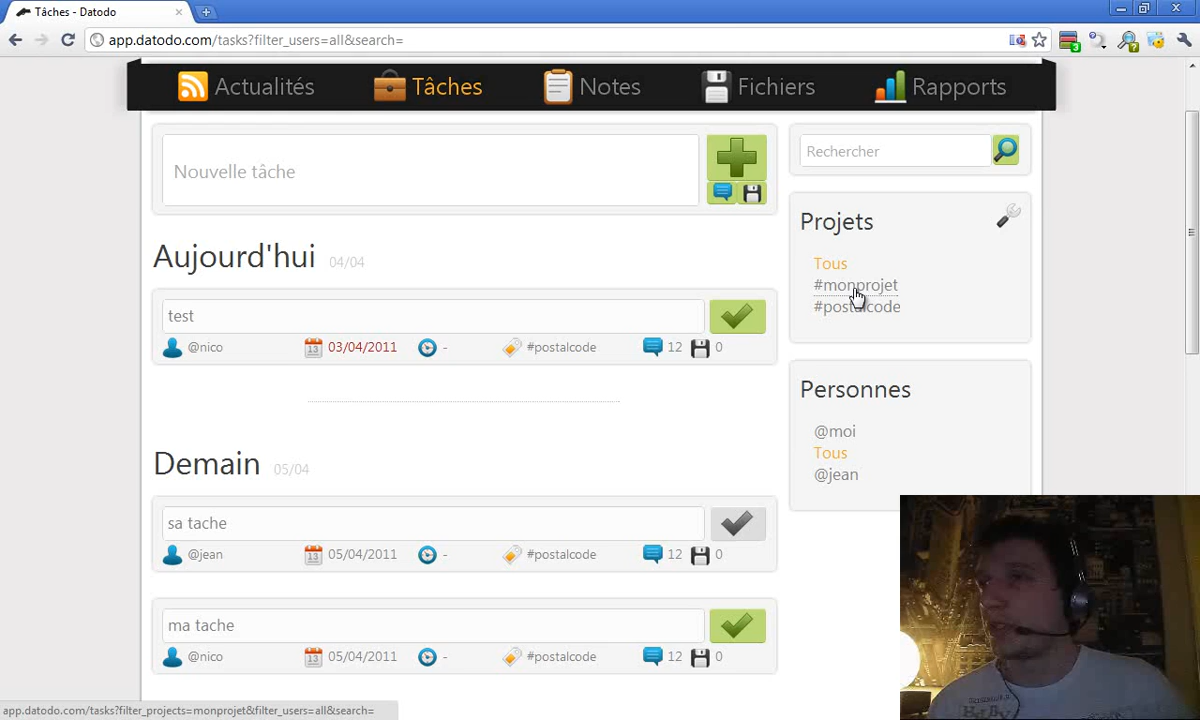 Tâches - Datodo
app.datodo.com/tasks?filter_users=all&search=
Actualités Tâches Notes Fichiers Rapports
Nouvelle tâche
Rechercher
Aujourd'hui 04/04
test
@nico 03/04/2011 - #postalcode 12 0
Demain 05/04
sa tache
@jean 05/04/2011 - #postalcode 12 0
ma tache
@nico 05/04/2011 - #postalcode 12 0
Projets
Tous
#monprojet
#postalcode
Personnes
@moi
Tous
@jean
app.datodo.com/tasks?filter_projects=monprojet&filter_users=all&search=